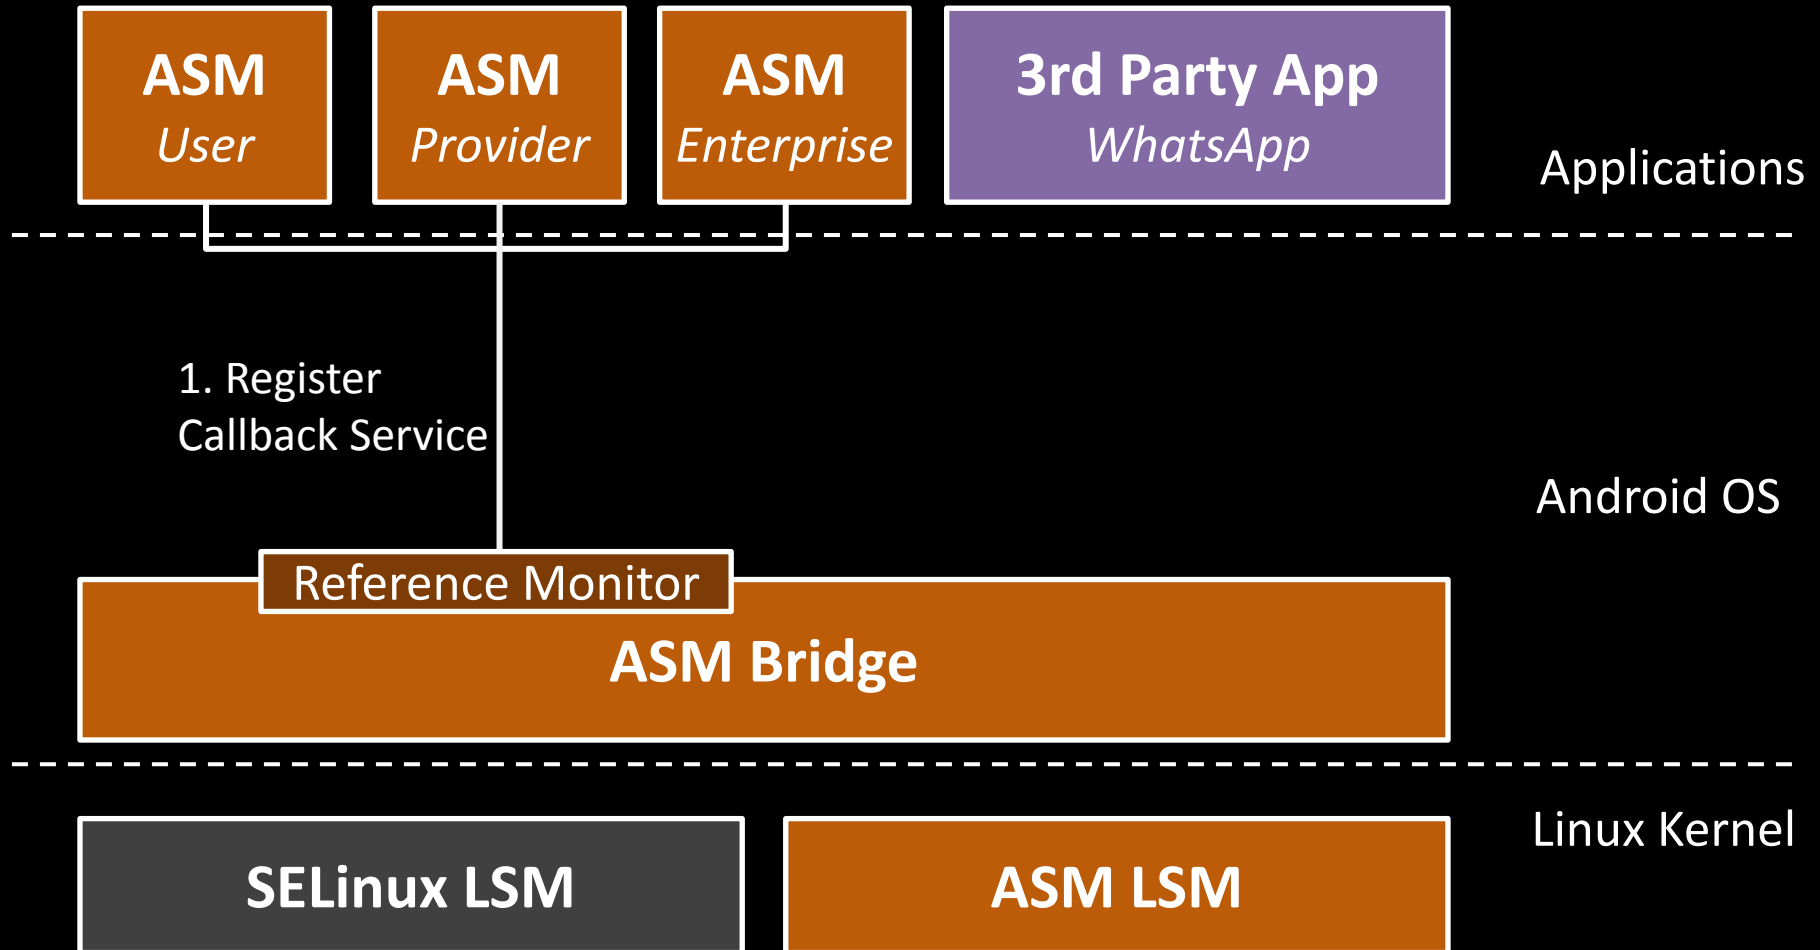 ASM
User
ASM
Provider
ASM
Enterprise
3rd Party App
WhatsApp
Applications
1. Register
Callback Service
Android OS
Reference Monitor
ASM Bridge
Linux Kernel
SELinux LSM
ASM LSM